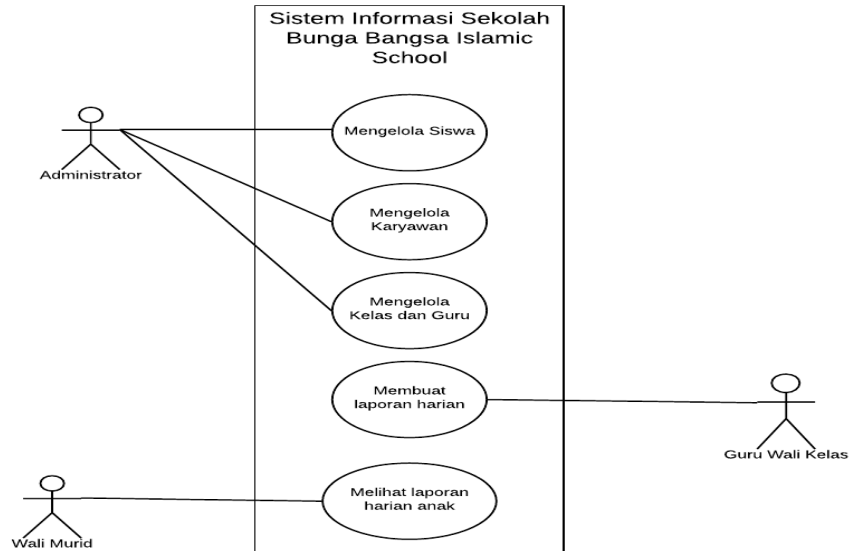 Sistem Informasi Sekolah
Bunga Bangsa Islamic
School
Mengelola Siswa
Administrator
Mengelola
Karyawan
Mengelola
Kelas dan Guru
Membuat
laporan harian
Guru Wali Kelas
Melihat laporan
harian anak
Wali Murid